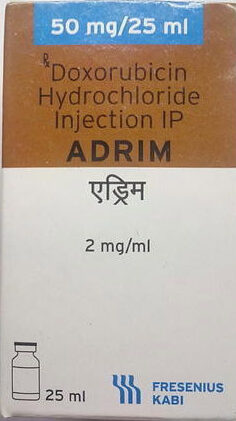 50 mg/25 ml
℞ Doxorubicin
Hydrochloride
Injection IP
ADRIM
एड्रिम
2 mg/ml
25 ml
FRESENIUS
KABI